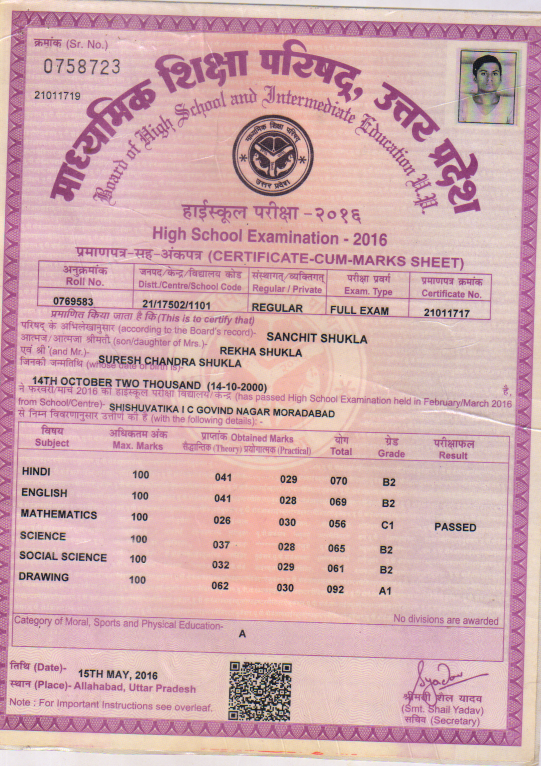 क्रमांक (Sr. No.)
0758723
21011719
माध्यमिक शिक्षा परिषद्, उत्तर प्रदेश
Board of High School and Intermediate Education U.P.
माध्यमिक शिक्षा परिषद
उत्तर प्रदेश
हाईस्कूल परीक्षा - २०१६
High School Examination - 2016
प्रमाणपत्र-सह-अंकपत्र (CERTIFICATE-CUM-MARKS SHEET)
अनुक्रमांक जनपद/केन्द्र/विद्यालय कोड संस्थागत/व्यक्तिगत परीक्षा प्रवर्ग प्रमाणपत्र क्रमांक
Roll No. Distt./Centre/School Code Regular / Private Exam. Type Certificate No.
0769583 21/17502/1101 REGULAR FULL EXAM 21011717
प्रमाणित किया जाता है कि (This is to certify that)
परिषद् के अभिलेखानुसार (according to the Board's record)- SANCHIT SHUKLA
आत्मज/आत्मजा श्रीमती (son/daughter of Mrs.)- REKHA SHUKLA
एवं श्री (and Mr.)- SURESH CHANDRA SHUKLA
जिनकी जन्मतिथि (whose date of birth is)-
14TH OCTOBER TWO THOUSAND (14-10-2000) है,
ने फरवरी/मार्च 2016 की हाईस्कूल परीक्षा विद्यालय/केन्द्र (has passed High School Examination held in February/March 2016
from School/Centre)- SHISHUVATIKA I C GOVIND NAGAR MORADABAD
से निम्न विवरणानुसार उत्तीर्ण की है (with the following details): -
विषय अधिकतम अंक प्राप्तांक Obtained Marks योग ग्रेड परीक्षाफल
Subject Max. Marks सैद्धान्तिक (Theory) प्रयोगात्मक (Practical) Total Grade Result
HINDI 100 041 029 070 B2
ENGLISH 100 041 028 069 B2
MATHEMATICS 100 026 030 056 C1 PASSED
SCIENCE 100 037 028 065 B2
SOCIAL SCIENCE 100 032 029 061 B2
DRAWING 100 062 030 092 A1
Category of Moral, Sports and Physical Education- A No divisions are awarded
तिथि (Date)- 15TH MAY, 2016
स्थान (Place)- Allahabad, Uttar Pradesh
Note : For Important Instructions see overleaf.
श्रीमती शैल यादव
(Smt. Shail Yadav)
सचिव (Secretary)